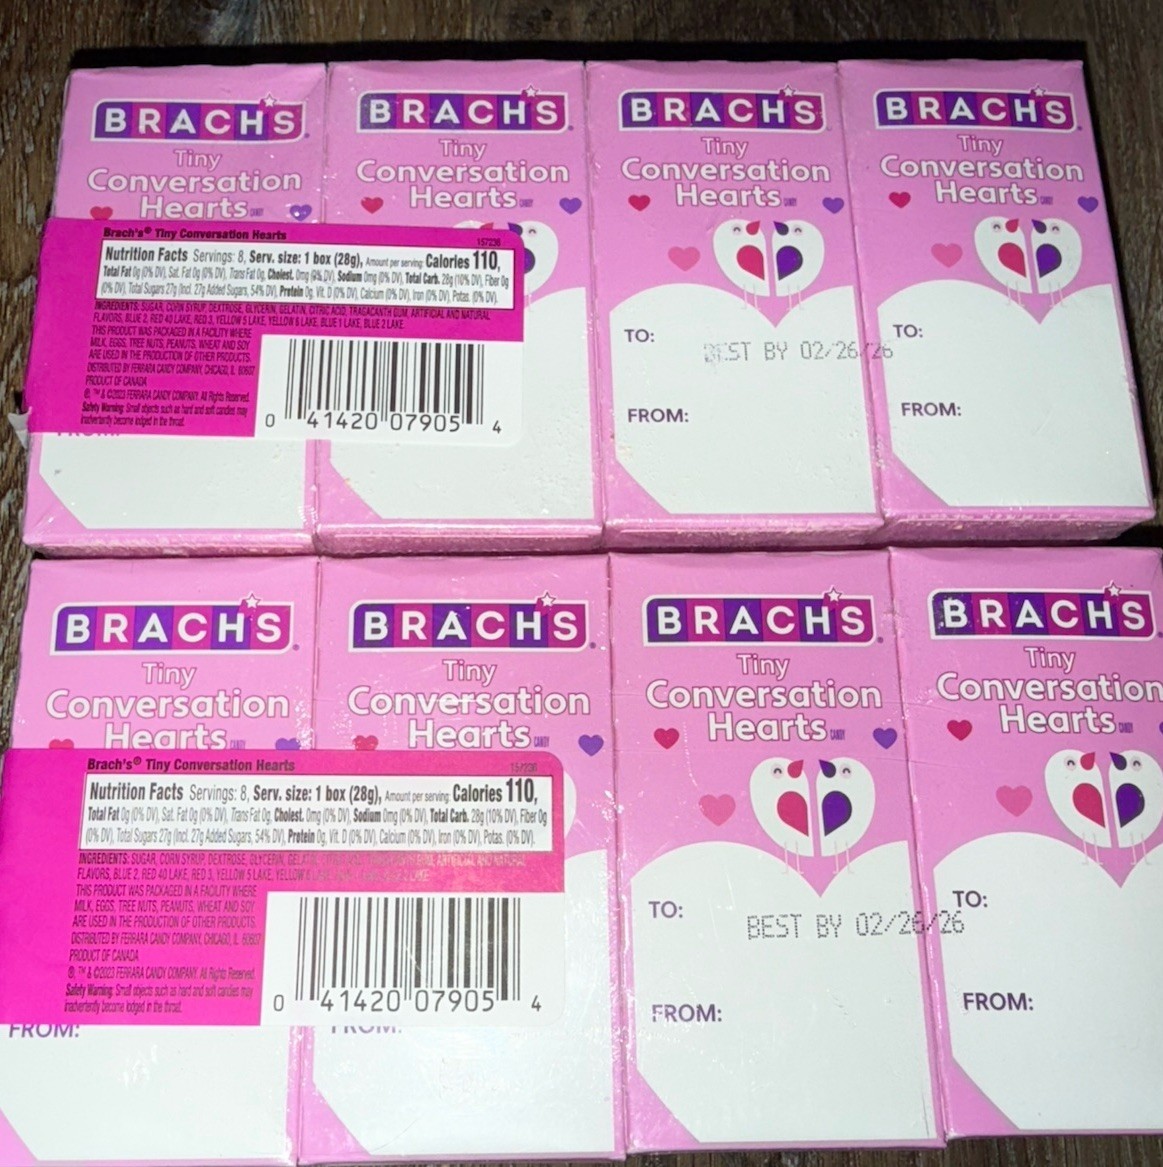 BRACH'S BRACH'S BRACH'S BRACH'S
Tiny Tiny Tiny Tiny
Conversation Conversation Conversation Conversation
Hearts CANDY Hearts CANDY Hearts CANDY Hearts CANDY
Brach's® Tiny Conversation Hearts 157230
Nutrition Facts Servings: 8, Serv. size: 1 box (28g), Amount per serving: Calories 110,
Total Fat 0g (0% DV), Sat. Fat 0g (0% DV), Trans Fat 0g, Cholest. 0mg (0% DV), Sodium 0mg (0% DV), Total Carb. 28g (10% DV), Fiber 0g
(0% DV), Total Sugars 27g (Incl. 27g Added Sugars, 54% DV), Protein 0g, Vit. D (0% DV), Calcium (0% DV), Iron (0% DV), Potas. (0% DV).
INGREDIENTS: SUGAR, CORN SYRUP, DEXTROSE, GLYCERIN, GELATIN, CITRIC ACID, TRAGACANTH GUM, ARTIFICIAL AND NATURAL
FLAVORS, BLUE 2, RED 40 LAKE, RED 3, YELLOW 5 LAKE, YELLOW 6 LAKE, BLUE 1 LAKE, BLUE 2 LAKE.
THIS PRODUCT WAS PACKAGED IN A FACILITY WHERE
MILK, EGGS, TREE NUTS, PEANUTS, WHEAT AND SOY
ARE USED IN THE PRODUCTION OF OTHER PRODUCTS.
DISTRIBUTED BY FERRARA CANDY COMPANY, CHICAGO, IL 60607
PRODUCT OF CANADA
®, ™ & ©2023 FERRARA CANDY COMPANY. All Rights Reserved.
Safety Warning: Small objects such as hard and soft candies may
inadvertently become lodged in the throat.
0 41420 07905 4
TO: TO:
BEST BY 02/26/26
FROM: FROM: FROM:
BRACH'S BRACH'S BRACH'S BRACH'S
Tiny Tiny Tiny Tiny
Conversation Conversation Conversation Conversation
Hearts CANDY Hearts CANDY Hearts CANDY Hearts
Brach's® Tiny Conversation Hearts 157230
Nutrition Facts Servings: 8, Serv. size: 1 box (28g), Amount per serving: Calories 110,
Total Fat 0g (0% DV), Sat. Fat 0g (0% DV), Trans Fat 0g, Cholest. 0mg (0% DV), Sodium 0mg (0% DV), Total Carb. 28g (10% DV), Fiber 0g
(0% DV), Total Sugars 27g (Incl. 27g Added Sugars, 54% DV), Protein 0g, Vit. D (0% DV), Calcium (0% DV), Iron (0% DV), Potas. (0% DV).
INGREDIENTS: SUGAR, CORN SYRUP, DEXTROSE, GLYCERIN, ARTIFICIAL AND NATURAL
FLAVORS, BLUE 2, RED 40 LAKE, RED 3, YELLOW 5 LAKE, YELLOW
THIS PRODUCT WAS PACKAGED IN A FACILITY WHERE
MILK, EGGS, TREE NUTS, PEANUTS, WHEAT AND SOY
ARE USED IN THE PRODUCTION OF OTHER PRODUCTS.
DISTRIBUTED BY FERRARA CANDY COMPANY, CHICAGO, IL 60607
PRODUCT OF CANADA
®, ™ & ©2023 FERRARA CANDY COMPANY. All Rights Reserved.
Safety Warning: Small objects such as hard and soft candies may
inadvertently become lodged in the throat.
0 41420 07905 4
TO: TO:
BEST BY 02/26/26
FROM: FROM: FROM: FROM: